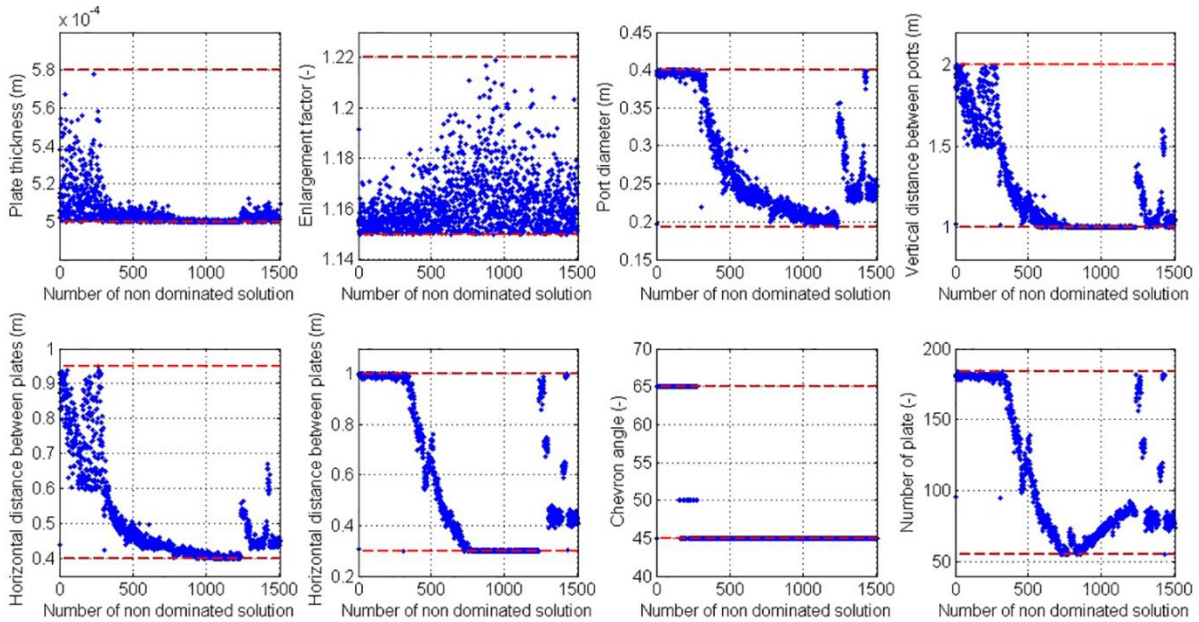 x 10⁻⁴
5.8
5.6
5.4
5.2
5
0 500 1000 1500
Plate thickness (m)
Number of non dominated solution
1.22
1.2
1.18
1.16
1.14
0 500 1000 1500
Enlargement factor (-)
Number of non dominated solution
0.45
0.4
0.35
0.3
0.25
0.2
0.15
0 500 1000 1500
Port diameter (m)
Number of non dominated solution
2
1.5
1
0 500 1000 1500
Vertical distance between ports (m)
Number of non dominated solution
1
0.9
0.8
0.7
0.6
0.5
0.4
0 500 1000 1500
Horizontal distance between plates (m)
Number of non dominated solution
1
0.8
0.6
0.4
0.2
0 500 1000 1500
Horizontal distance between plates (m)
Number of non dominated solution
70
65
60
55
50
45
40
0 500 1000 1500
Chevron angle (-)
Number of non dominated solution
200
150
100
50
0 500 1000 1500
Number of plate (-)
Number of non dominated solution